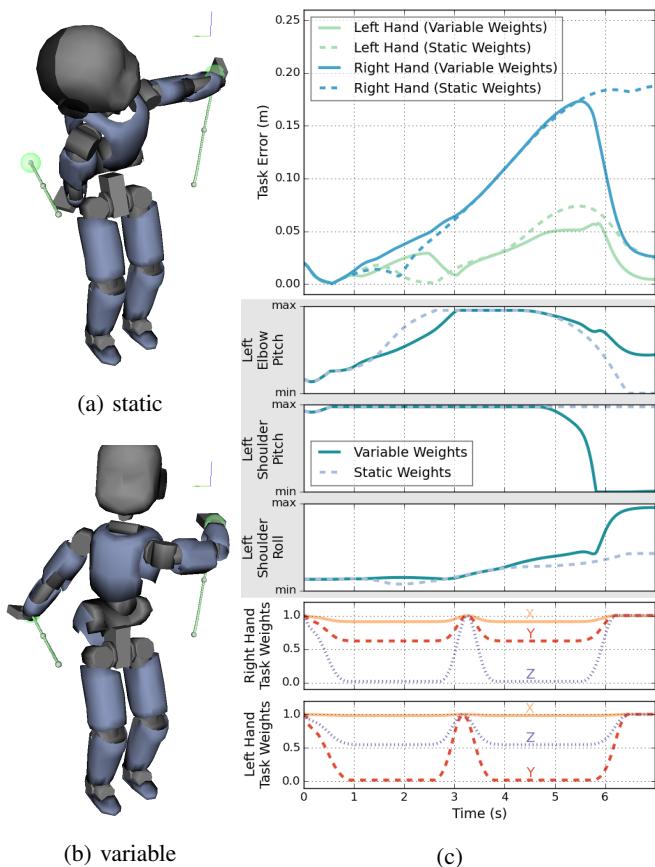 (a) static
(b) variable
0.26
0.20
0.15
0.10
0.05
0.00
Task Error (m)
Left Hand (Variable Weights)
Left Hand (Static Weights)
Right Hand (Variable Weights)
Right Hand (Static Weights)
max
Left
Elbow
Pitch
min
max
Left
Shoulder
Pitch
min
Variable Weights
Static Weights
max
Left
Shoulder
Roll
min
Right Hand
Task Weights
1.0
0.5
0.0
X
Y
Z
Left Hand
Task Weights
1.0
0.5
0.0
X
Z
Y
0 1 2 3 4 5 6
Time (s)
(c)